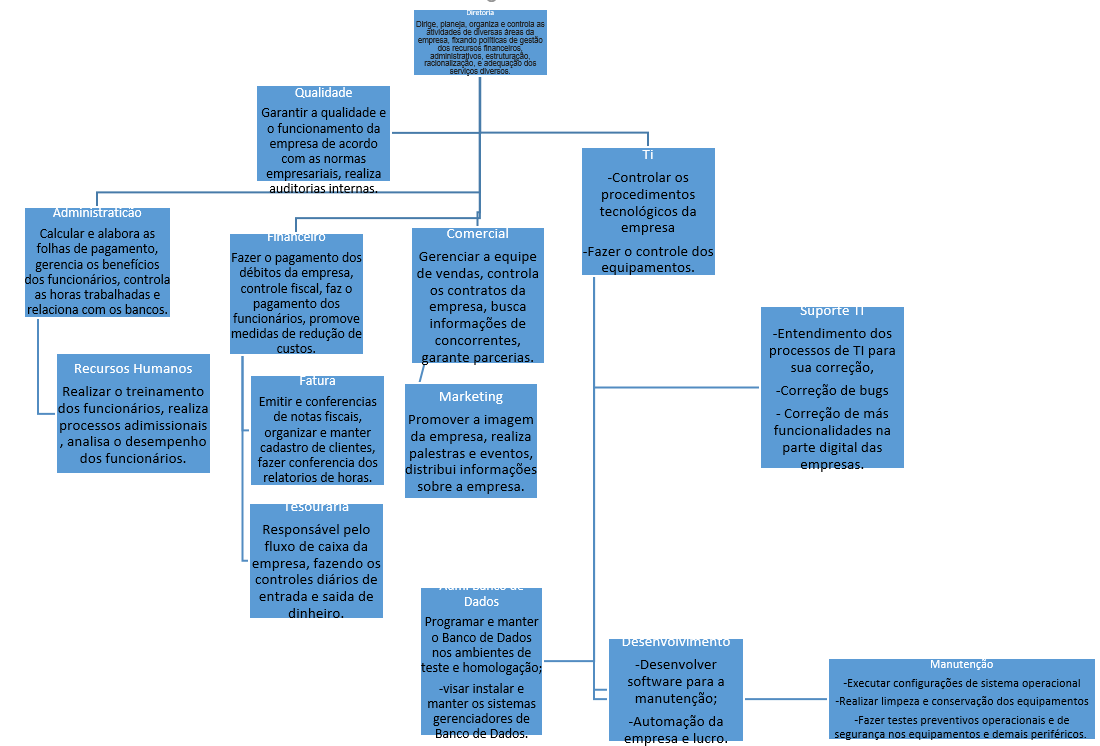 Diretoria
Dirige, planeja, organiza e controla as
atividades de diversas áreas da
empresa, fixando políticas de gestão
dos recursos financeiros,
administrativos, estruturação,
racionalização, e adequação dos
serviços diversos.
Qualidade
Garantir a qualidade e
o funcionamento da
empresa de acordo
com as normas
empresariais, realiza
auditorias internas.
Ti
-Controlar os
procedimentos
tecnológicos da
empresa
-Fazer o controle dos
equipamentos.
Administraticão
Calcular e alabora as
folhas de pagamento,
gerencia os benefícios
dos funcionários, controla
as horas trabalhadas e
relaciona com os bancos.
Financeiro
Fazer o pagamento dos
débitos da empresa,
controle fiscal, faz o
pagamento dos
funcionários, promove
medidas de redução de
custos.
Comercial
Gerenciar a equipe
de vendas, controla
os contratos da
empresa, busca
informações de
concorrentes,
garante parcerias.
Suporte TI
-Entendimento dos
processos de TI para
sua correção,
-Correção de bugs
- Correção de más
funcionalidades na
parte digital das
empresas.
Recursos Humanos
Realizar o treinamento
dos funcionários, realiza
processos adimissionais
, analisa o desempenho
dos funcionários.
Fatura
Emitir e conferencias
de notas fiscais,
organizar e manter
cadastro de clientes,
fazer conferencia dos
relatorios de horas.
Marketing
Promover a imagem
da empresa, realiza
palestras e eventos,
distribui informações
sobre a empresa.
Tesouraria
Responsável pelo
fluxo de caixa da
empresa, fazendo os
controles diários de
entrada e saida de
dinheiro.
Banco de
Dados
Programar e manter
o Banco de Dados
nos ambientes de
teste e homologação;
-visar instalar e
manter os sistemas
gerenciadores de
Banco de Dados.
Desenvolvimento
-Desenvolver
software para a
manutenção;
-Automação da
empresa e lucro.
Manutenção
-Executar configurações de sistema operacional
-Realizar limpeza e conservação dos equipamentos
-Fazer testes preventivos operacionais e de
segurança nos equipamentos e demais periféricos.